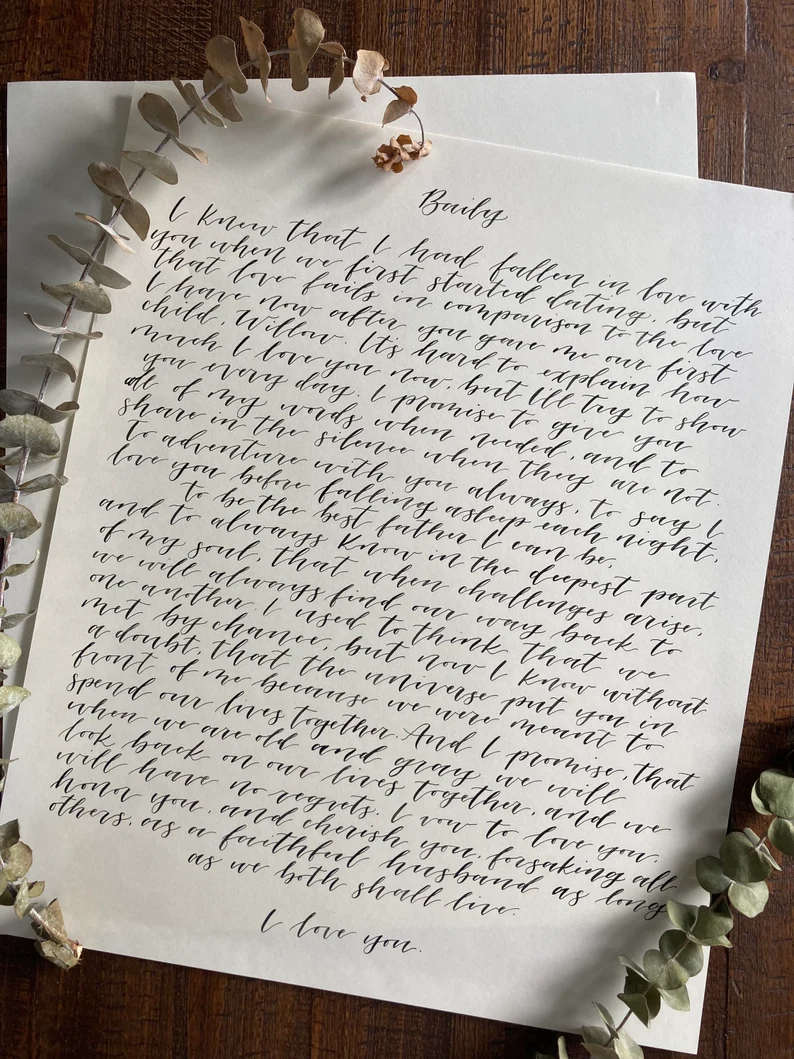 Baily
I knew that I had fallen in love with
you when we first started dating, but
that love fails in comparison to the love
I have now after you gave me our first
child, Willow. It's hard to explain how
much I love you now, but I'll try to show
you every day. I promise to give you
all of my words when needed, and to
share in the silence when they are not.
To adventure with you always, to say I
love you before falling asleep each night,
to be the best father I can be,
and to always know in the deepest part
of my soul, that when challenges arise,
we will always find our way back to
one another. I used to think that we
met by chance, but now I know without
a doubt, that the universe put you in
front of me because we were meant to
spend our lives together. And I promise, that
when we are old and gray we will
look back on our lives together, and we
will have no regrets. I vow to love you,
honor you, and cherish you, forsaking all
others, as a faithful husband as long
as we both shall live.
I love you.